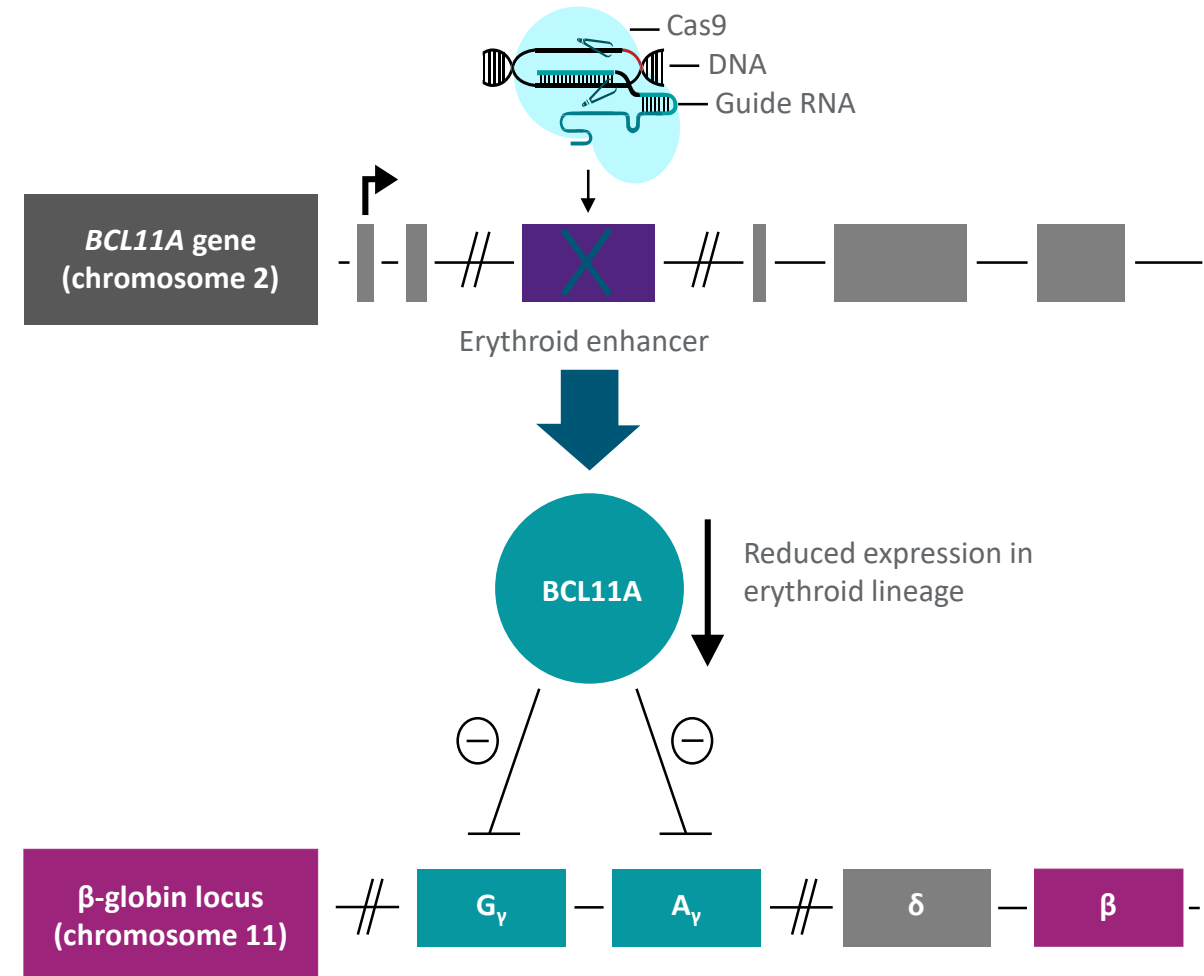 Cas9
DNA
Guide RNA
BCL11A gene
(chromosome 2)
Erythroid enhancer
BCL11A
Reduced expression in
erythroid lineage
β-globin locus
(chromosome 11)
Gγ
Aγ
δ
β